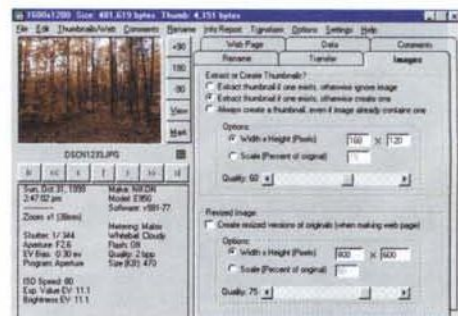 1600x1200 Size: 481,619 bytes, Thumb: 4,151 bytes
File Edit Thumbnails/Web Comments Rename Info Report Transform Options Settings Help
+90
180
-90
View
Mark
Web Page Data Comments
Rename Transfer Images
Extract or Create Thumbnails?
Extract thumbnail if one exists, otherwise ignore image
Extract thumbnail if one exists, otherwise create one
Always create a thumbnail, even if image already contains one
Options:
Width x Height (Pixels) 160 X 120
Scale (Percent of original)
Quality: 60
DSCN1235.JPG
Sun, Oct 31, 1999 Make: NIKON
2:47:02 pm Model: E950
Software: v981-77
Zoom: x1 (38mm)
Metering: Matrix
Shutter: 1/344 Whitebal: Cloudy
Aperture: F2.6 Flash: Off
EV Bias: -0.30 ev Quality: 2 bpp
Program: Aperture Size(KB): 470
ISO Speed: 80
Exp. Value EV: 11.1
Brightness EV: 11.1
Resized Image:
Create resized versions of originals (when making web page)
Options:
Width x Height (Pixels) 800 X 600
Scale (Percent of original)
Quality: 75